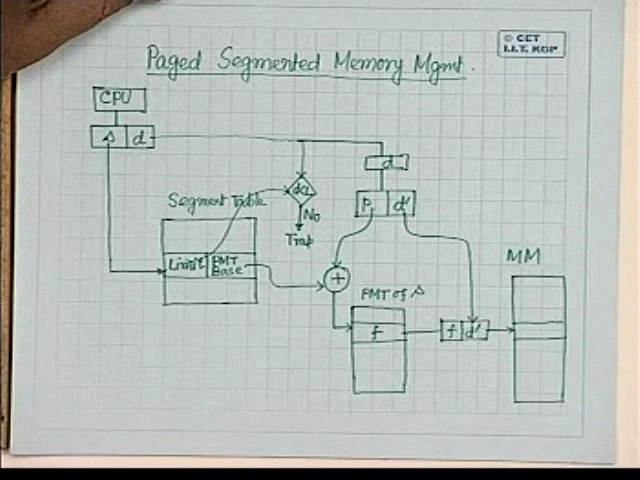 © CET
I.I.T. KGP
Paged Segmented Memory Mgmt.
CPU
s d
d
Segment Table
d<L
No
Trap
p d'
MM
Limit PMT Base
+
PMT of s
f
f d'